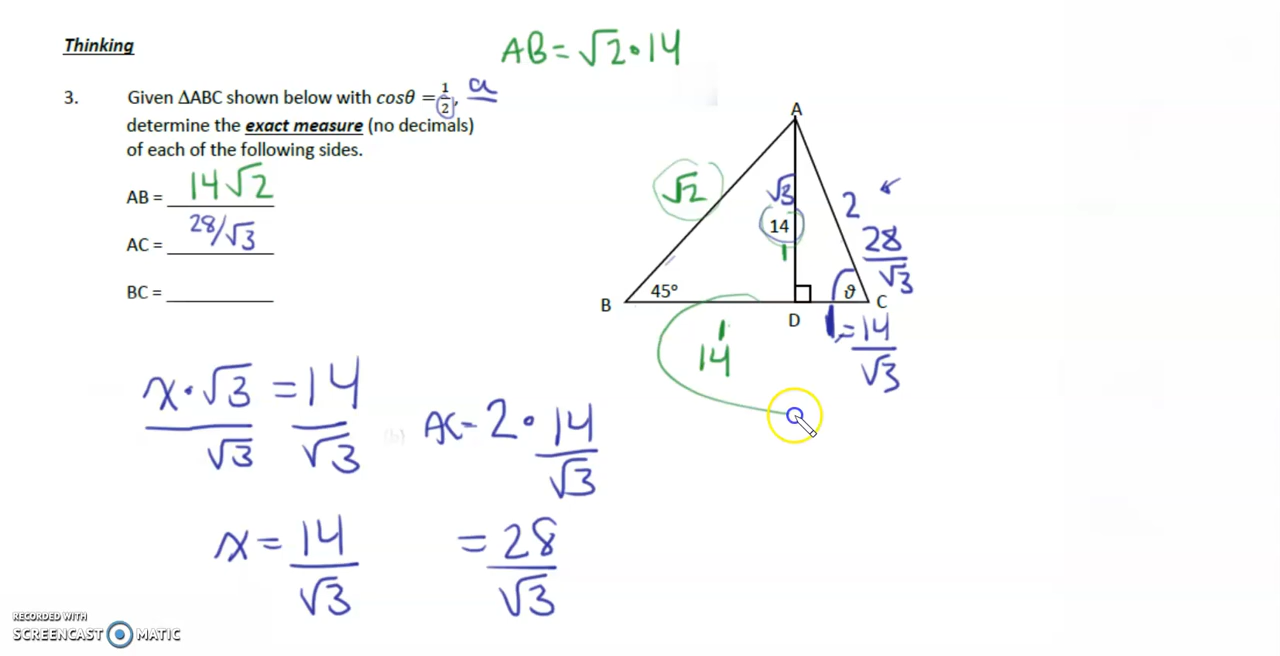 Thinking
AB = √2 • 14
3. Given ΔABC shown below with cosθ = 1/2, a
determine the exact measure (no decimals)
of each of the following sides.
AB = 14√2
AC = 28/√3
BC =
A
√2
√3
14
1
2
28/√3
B
45°
θ
C
D
1 = 14/√3
1
14
x • √3/√3 = 14/√3
x = 14/√3
(b)
AC = 2 • 14/√3
= 28/√3
RECORDED WITH
SCREENCAST MATIC